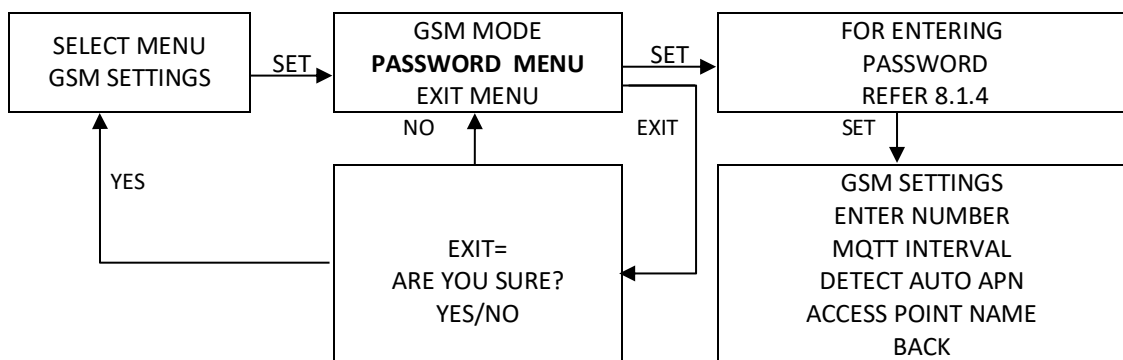 SELECT MENU
GSM SETTINGS
SET
GSM MODE
PASSWORD MENU
EXIT MENU
SET
FOR ENTERING
PASSWORD
REFER 8.1.4
NO
EXIT
SET
YES
EXIT=
ARE YOU SURE?
YES/NO
GSM SETTINGS
ENTER NUMBER
MQTT INTERVAL
DETECT AUTO APN
ACCESS POINT NAME
BACK